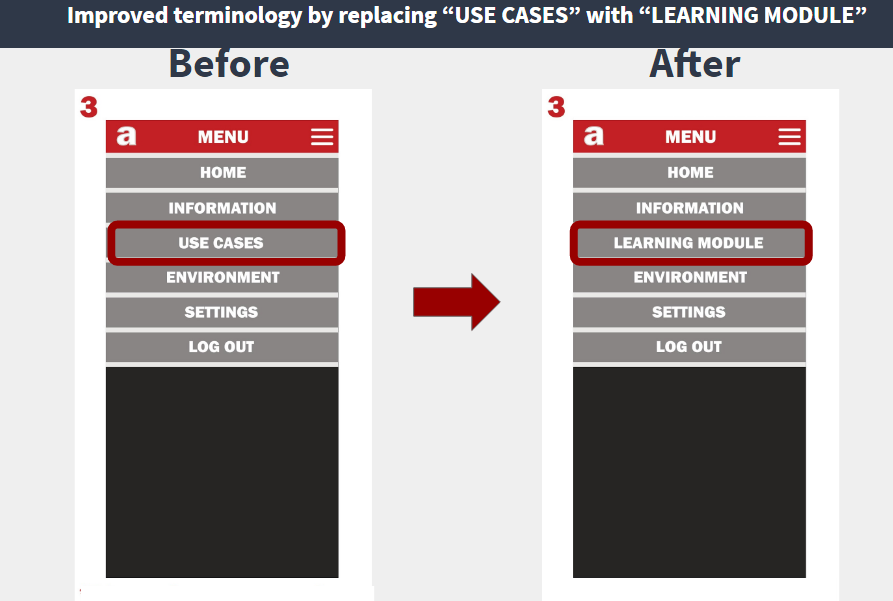 Improved terminology by replacing “USE CASES” with “LEARNING MODULE”
Before
After
3
a
MENU
HOME
INFORMATION
USE CASES
ENVIRONMENT
SETTINGS
LOG OUT
3
a
MENU
HOME
INFORMATION
LEARNING MODULE
ENVIRONMENT
SETTINGS
LOG OUT